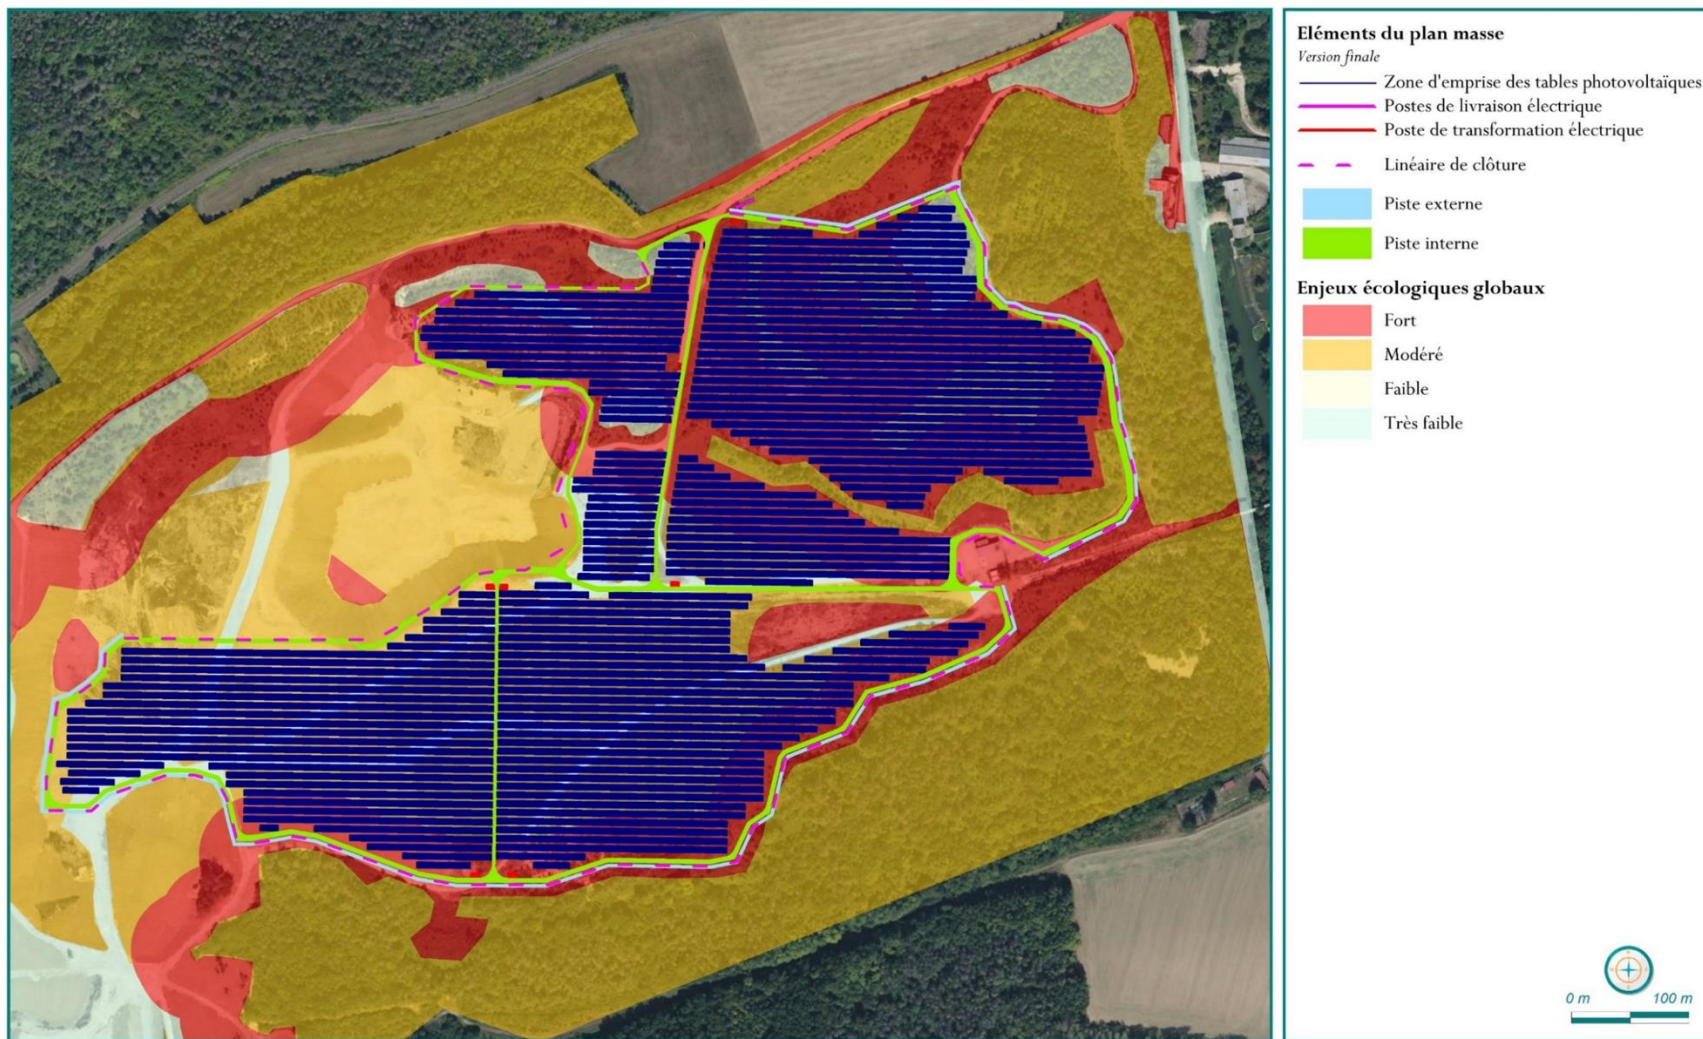 Eléments du plan masse
Version finale
Zone d'emprise des tables photovoltaïques
Postes de livraison électrique
Poste de transformation électrique
Linéaire de clôture
Piste externe
Piste interne
Enjeux écologiques globaux
Fort
Modéré
Faible
Très faible
0 m 100 m